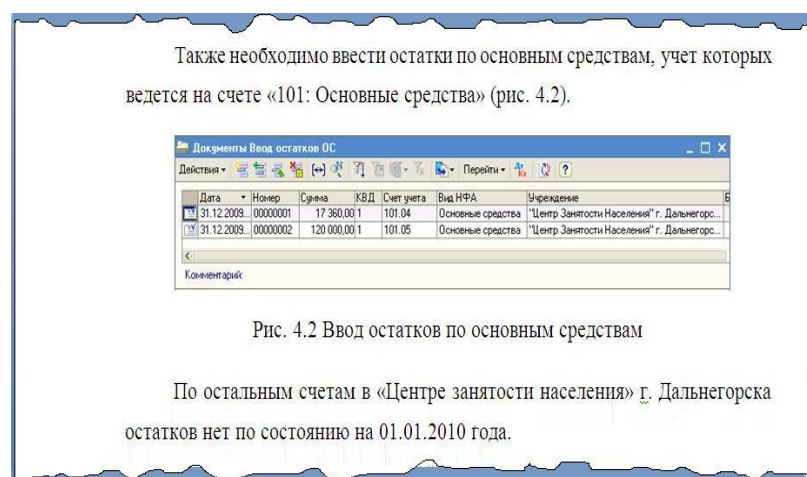 Также необходимо ввести остатки по основным средствам, учет которых
ведется на счете «101: Основные средства» (рис. 4.2).
Документы Ввод остатков ОС
Действия Перейти
Дата Номер Сумма КВД Счет учета Вид НФА Учреждение Б
31.12.2009... 00000001 17 360,00 1 101.04 Основные средства "Центр Занятости Населения" г. Дальнегорс...
31.12.2009... 00000002 120 000,00 1 101.05 Основные средства "Центр Занятости Населения" г. Дальнегорс...
Комментарий:
Рис. 4.2 Ввод остатков по основным средствам
По остальным счетам в «Центре занятости населения» г. Дальнегорска
остатков нет по состоянию на 01.01.2010 года.